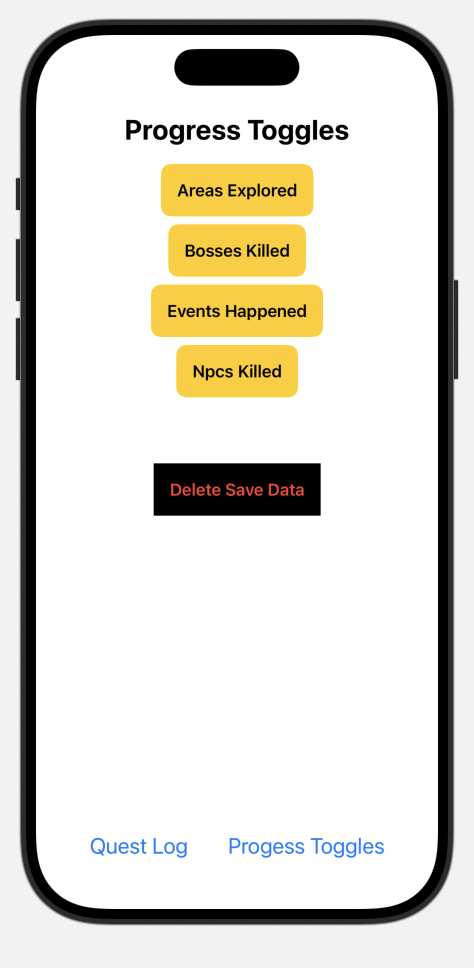 Progress Toggles
Areas Explored
Bosses Killed
Events Happened
Npcs Killed
Delete Save Data
Quest Log Progess Toggles